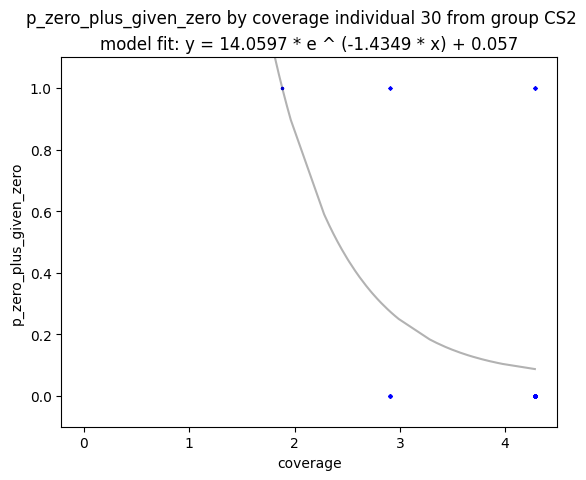 p_zero_plus_given_zero by coverage individual 30 from group CS2
model fit: y = 14.0597 * e ^ (-1.4349 * x) + 0.057
1.0
0.8
0.6
0.4
0.2
0.0
p_zero_plus_given_zero
0 1 2 3 4
coverage